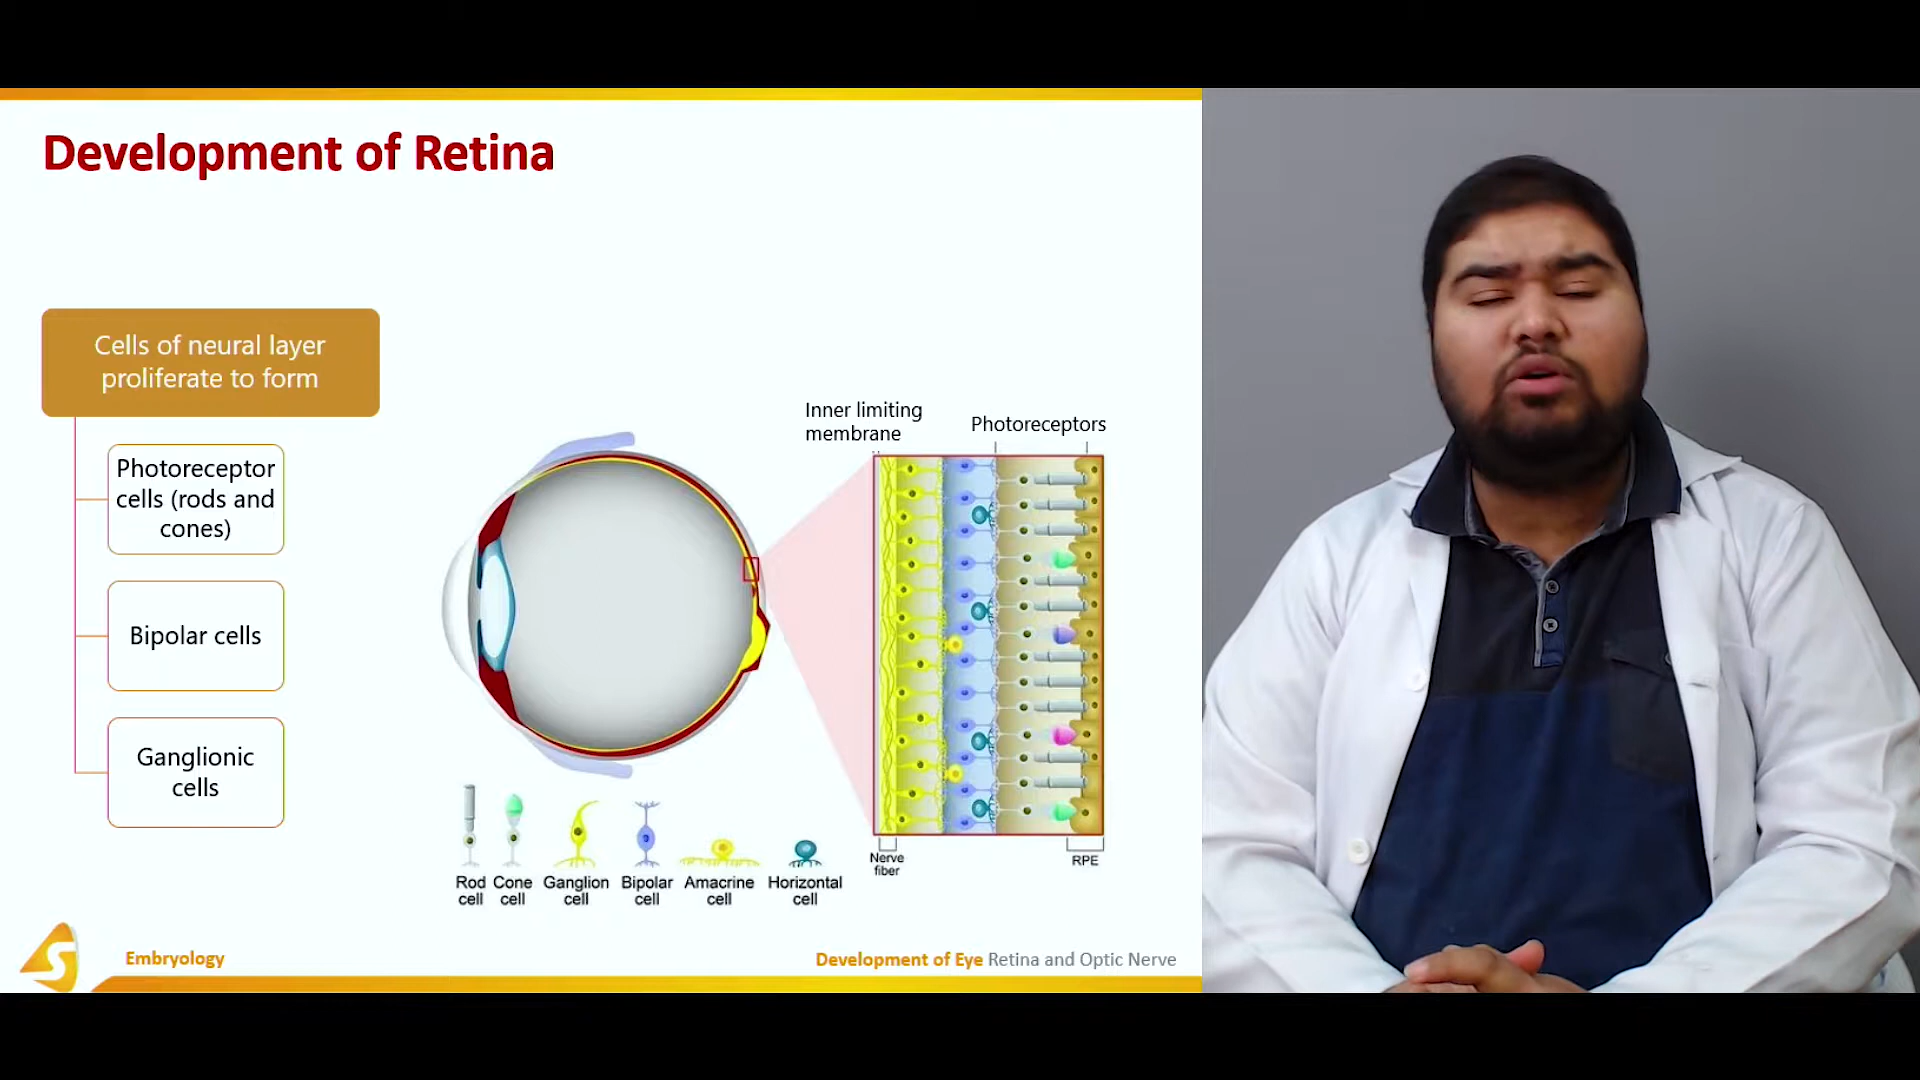 Development of Retina
Cells of neural layer
proliferate to form
Photoreceptor
cells (rods and
cones)
Bipolar cells
Ganglionic
cells
Inner limiting
membrane
Photoreceptors
Nerve
fiber
RPE
Rod
cell
Cone
cell
Ganglion
cell
Bipolar
cell
Amacrine
cell
Horizontal
cell
S
Embryology
Development of Eye Retina and Optic Nerve